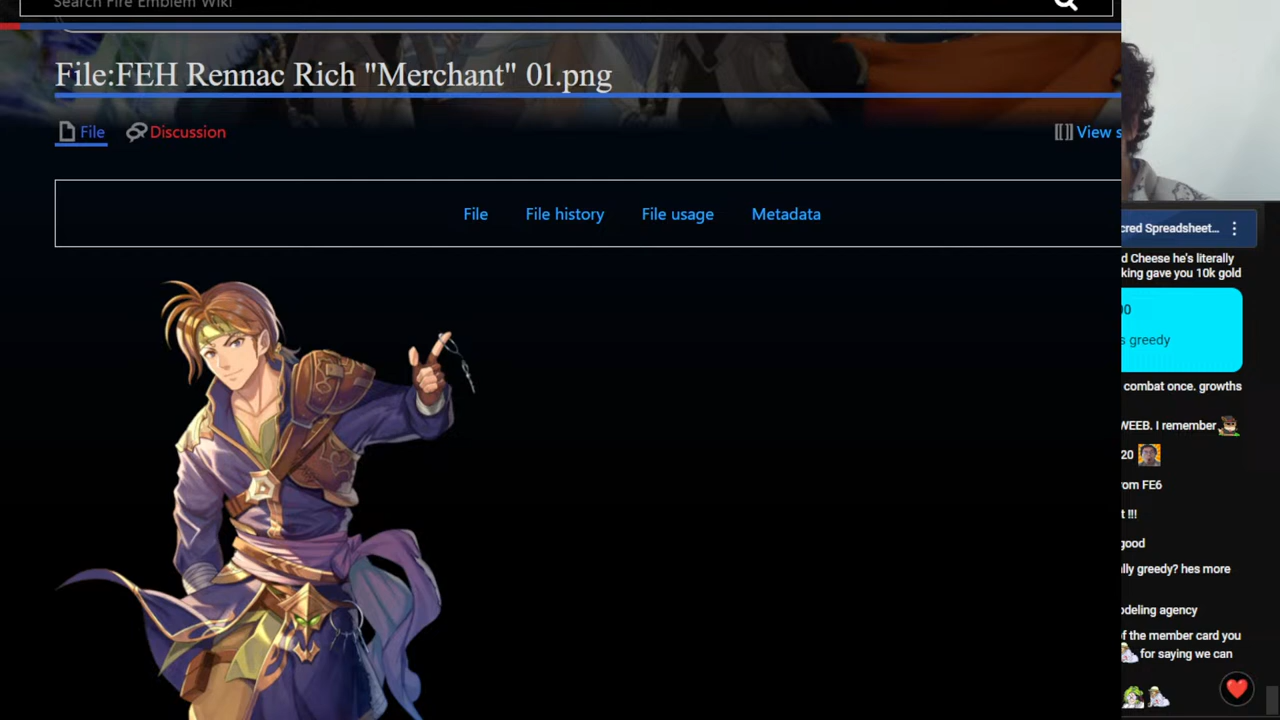 Search Fire Emblem Wiki
File:FEH Rennac Rich "Merchant" 01.png
File
Discussion
View s
File
File history
File usage
Metadata
cred Spreadsheet...
d Cheese he's literally
king gave you 10k gold
00
s greedy
combat once. growths
WEEB. I remember
20
om FE6
t !!!
good
lly greedy? hes more
odeling agency
f the member card you
for saying we can